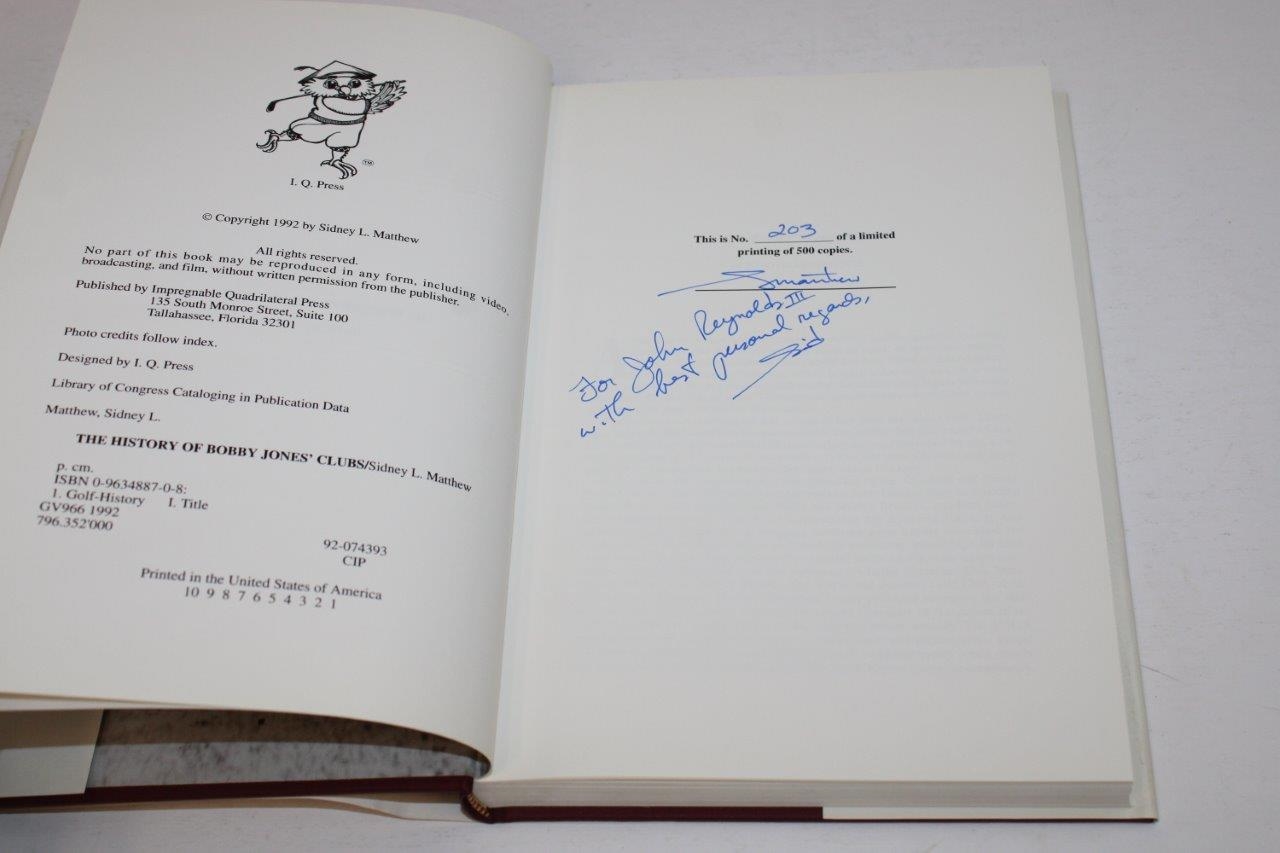 TM
I. Q. Press
© Copyright 1992 by Sidney L. Matthew
All rights reserved.
No part of this book may be reproduced in any form, including video,
broadcasting, and film, without written permission from the publisher.
Published by Impregnable Quadrilateral Press
135 South Monroe Street, Suite 100
Tallahassee, Florida 32301
Photo credits follow index.
Designed by I. Q. Press
Library of Congress Cataloging in Publication Data
Matthew, Sidney L.
THE HISTORY OF BOBBY JONES' CLUBS/Sidney L. Matthew
p. cm.
ISBN 0-9634887-0-8:
1. Golf-History I. Title
GV966 1992
796.352'000
92-074393
CIP
Printed in the United States of America
10 9 8 7 6 5 4 3 2 1
This is No. 203 of a limited
printing of 500 copies.
For John Reynolds III
with best personal regards,
Sid